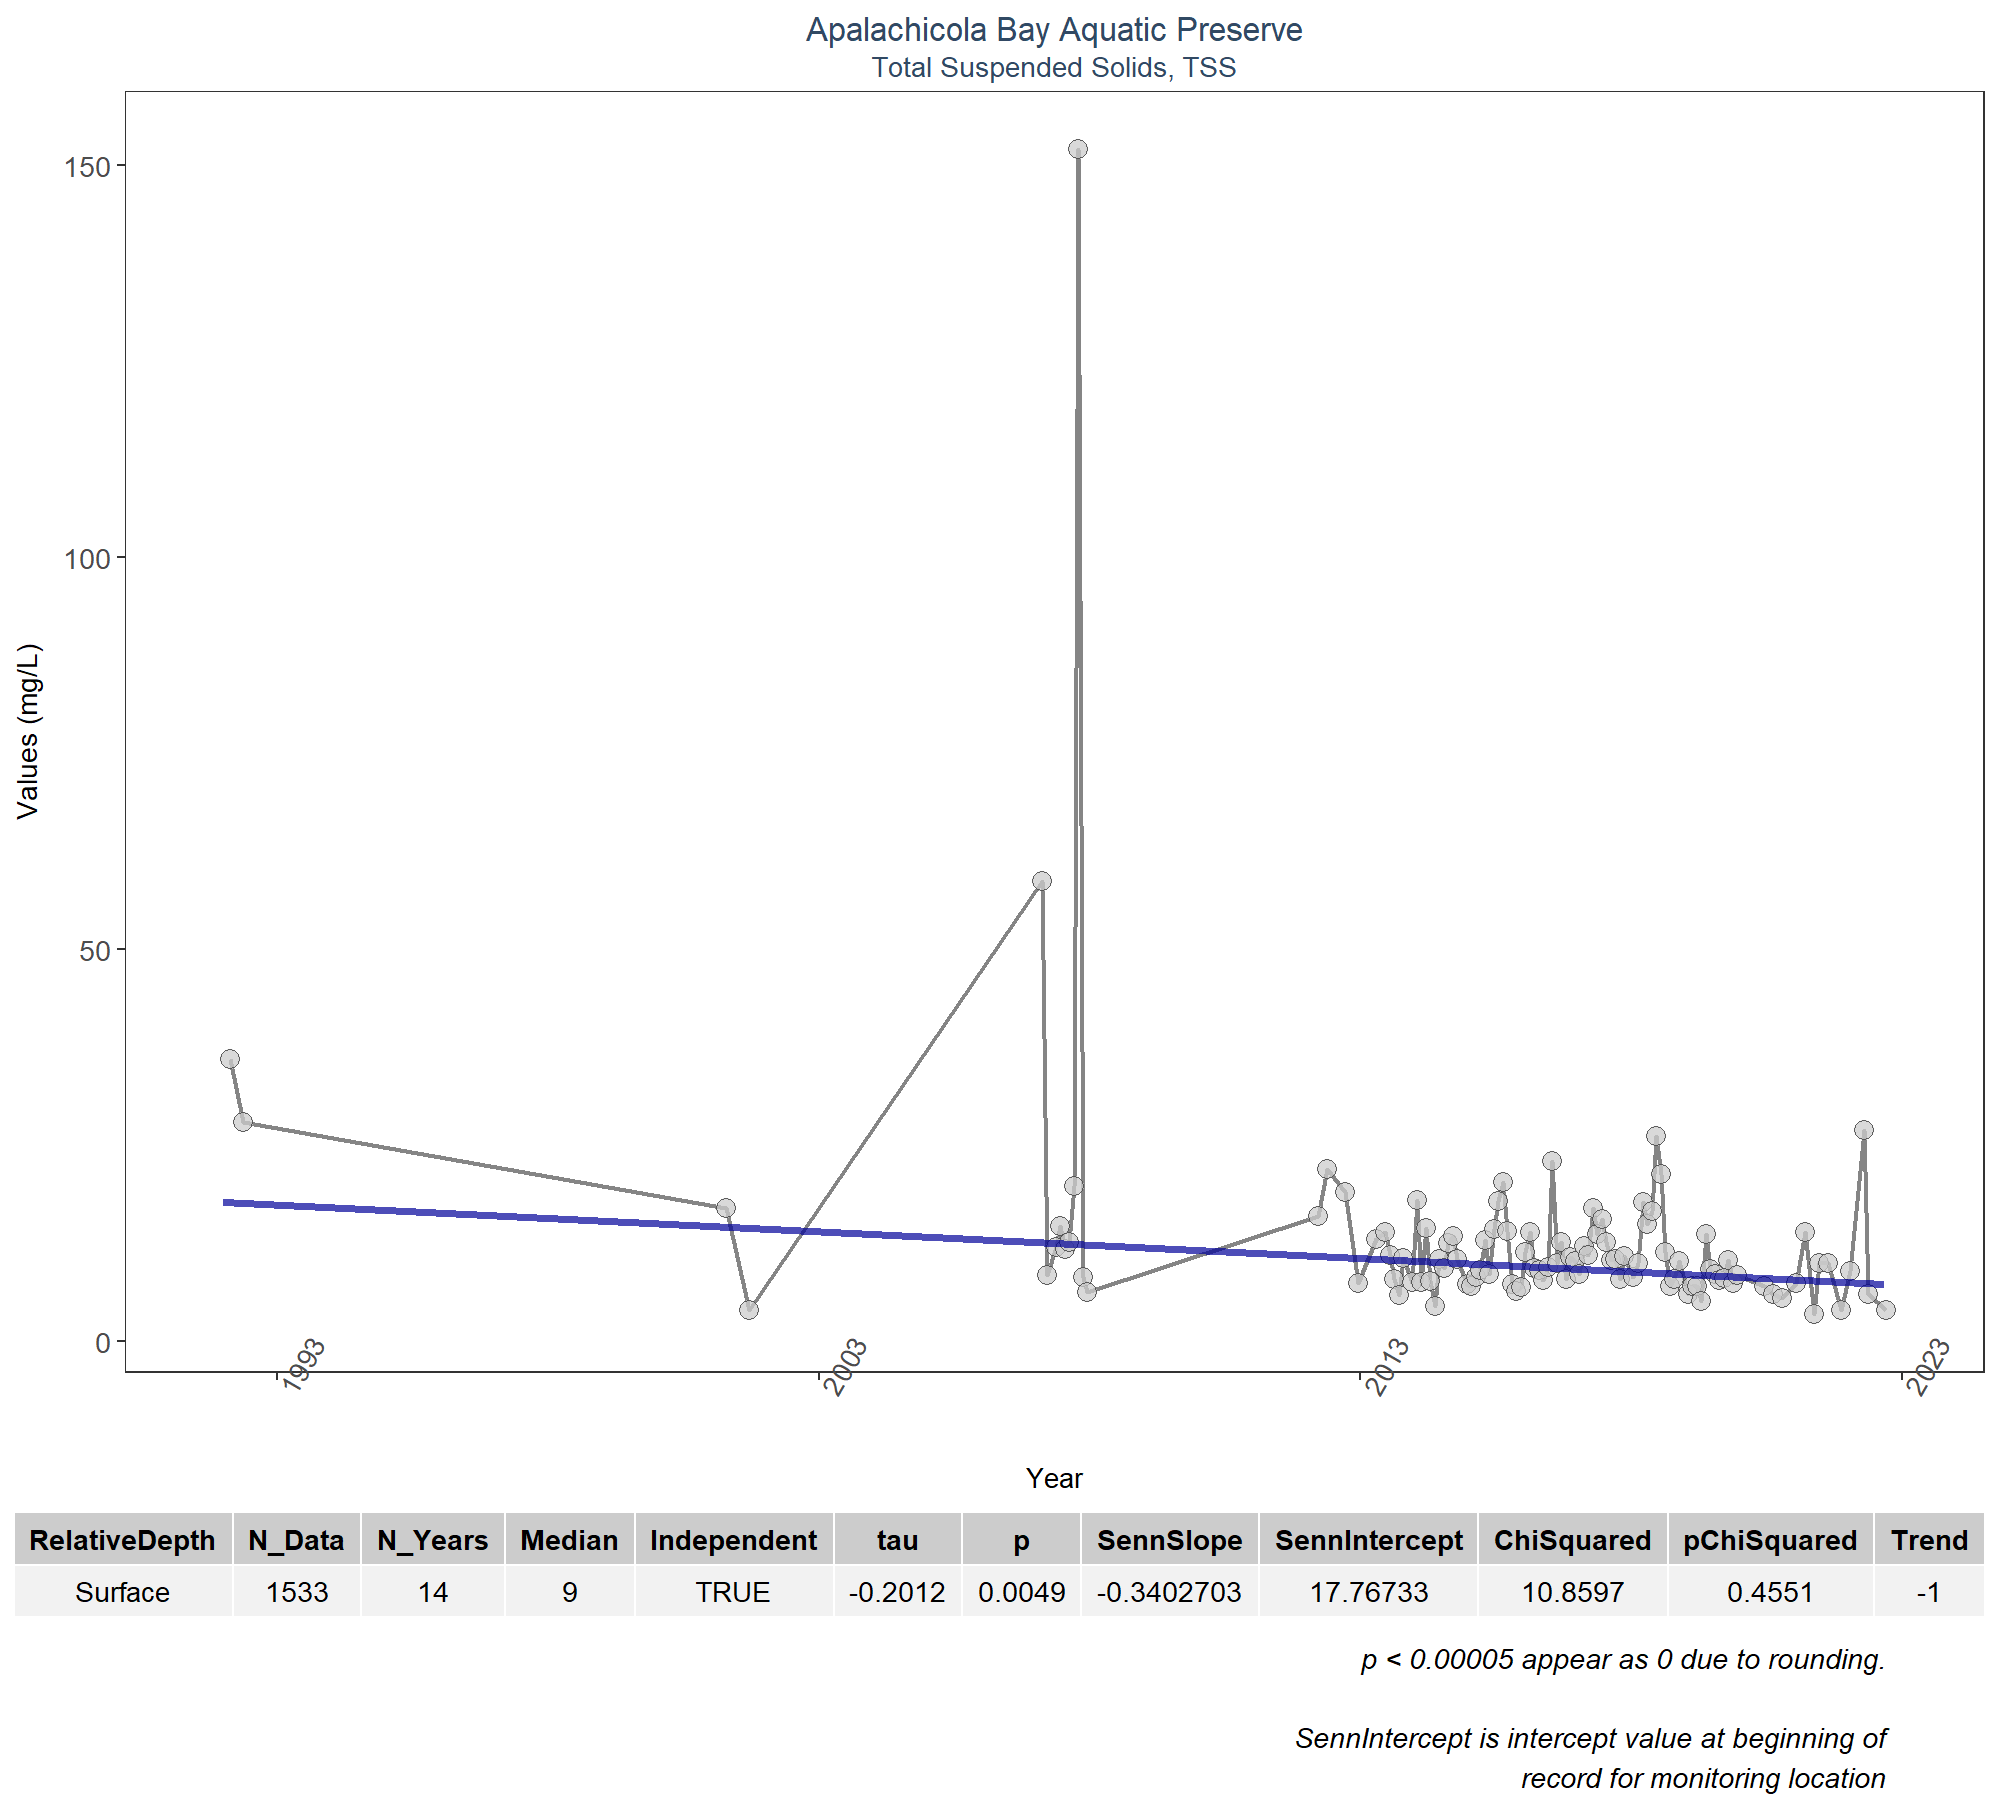 Apalachicola Bay Aquatic Preserve
Total Suspended Solids, TSS
150
100
50
0
Values (mg/L)
1993
2003
2013
2023
Year
RelativeDepth N_Data N_Years Median Independent tau p SennSlope SennIntercept ChiSquared pChiSquared Trend
Surface 1533 14 9 TRUE -0.2012 0.0049 -0.3402703 17.76733 10.8597 0.4551 -1
p < 0.00005 appear as 0 due to rounding.
SennIntercept is intercept value at beginning of
record for monitoring location